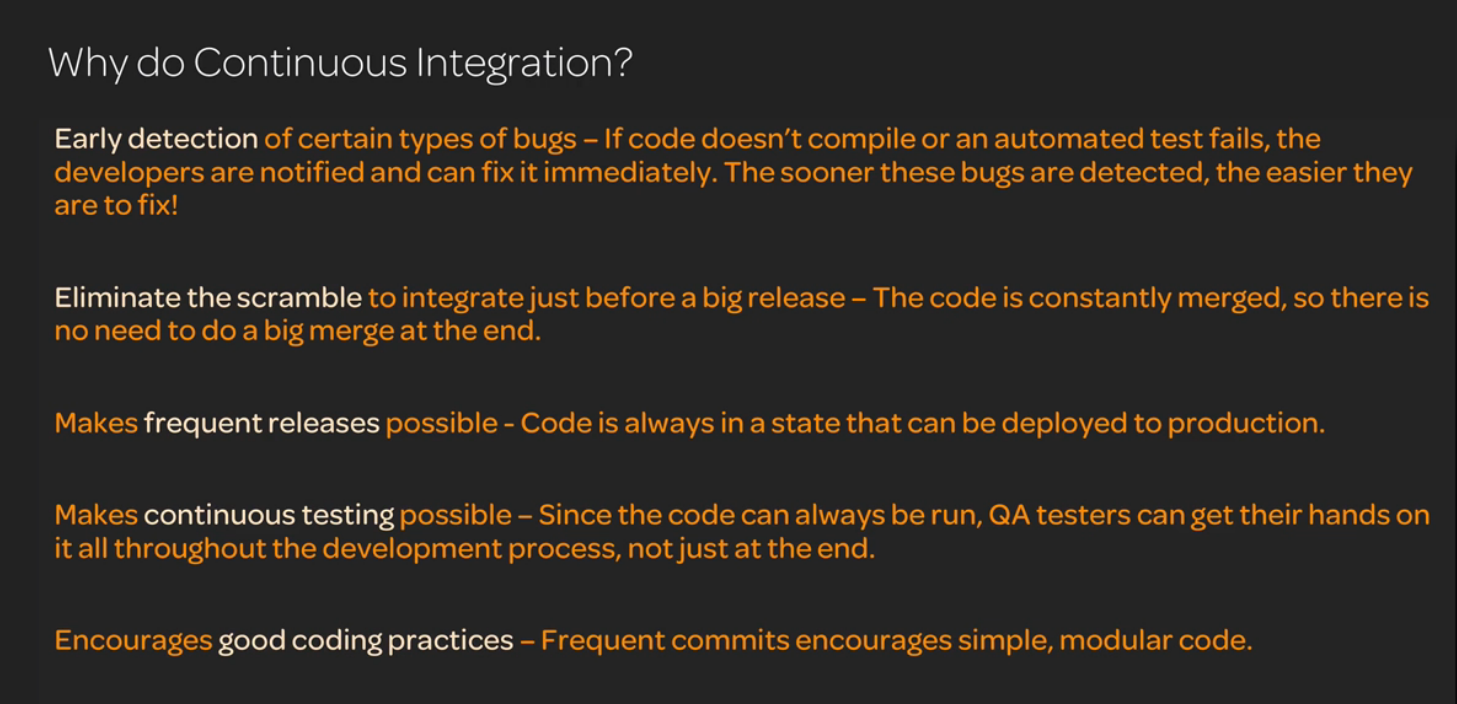 Why do Continuous Integration?
Early detection of certain types of bugs – If code doesn’t compile or an automated test fails, the
developers are notified and can fix it immediately. The sooner these bugs are detected, the easier they
are to fix!
Eliminate the scramble to integrate just before a big release – The code is constantly merged, so there is
no need to do a big merge at the end.
Makes frequent releases possible - Code is always in a state that can be deployed to production.
Makes continuous testing possible – Since the code can always be run, QA testers can get their hands on
it all throughout the development process, not just at the end.
Encourages good coding practices – Frequent commits encourages simple, modular code.